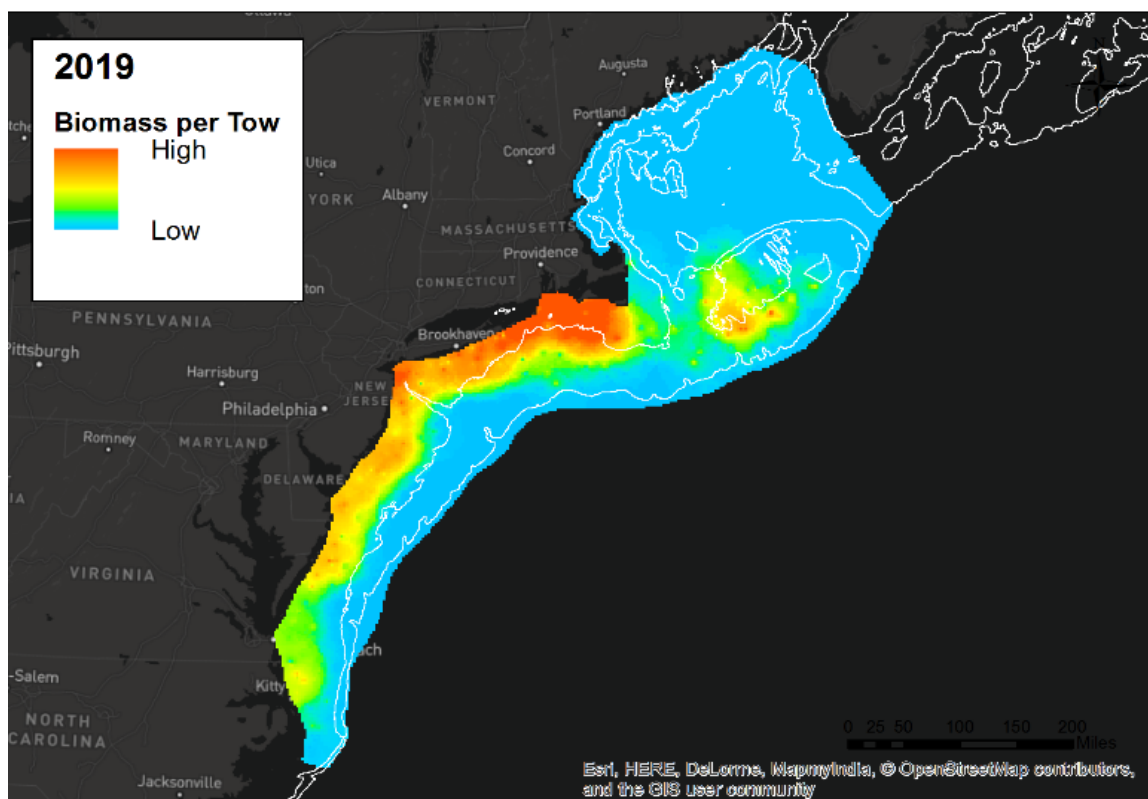 2019
Biomass per Tow
High
Low
Ottawa
Augusta
VERMONT
Portland
Utica
Concord
YORK
Albany
MASSACHUSETTS
Providence
CONNECTICUT
PENNSYLVANIA
Brookhaven
Pittsburgh
Harrisburg
NEW
JERSE
Philadelphia
Romney
MARYLAND
DELAWARE
VIRGINIA
ach
-Salem
Kitty
NORTH
CAROLINA
0 25 50 100 150 200
Miles
Jacksonville
Esri, HERE, DeLorme, MapmyIndia, © OpenStreetMap contributors,
and the GIS user community